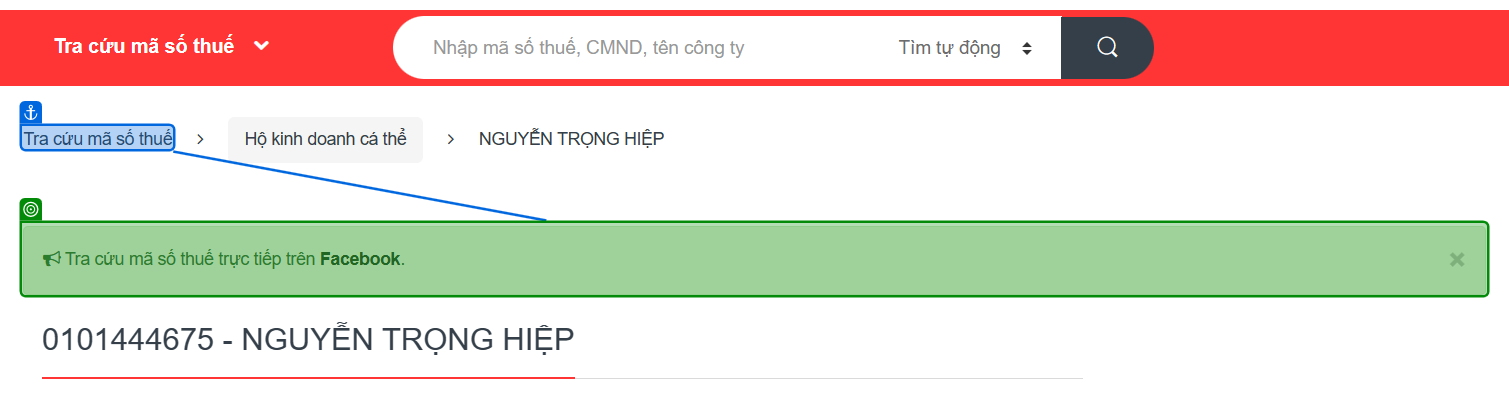 Tra cứu mã số thuế
Nhập mã số thuế, CMND, tên công ty Tìm tự động
Tra cứu mã số thuế > Hộ kinh doanh cá thể > NGUYỄN TRỌNG HIỆP
Tra cứu mã số thuế trực tiếp trên Facebook. ×
0101444675 - NGUYỄN TRỌNG HIỆP